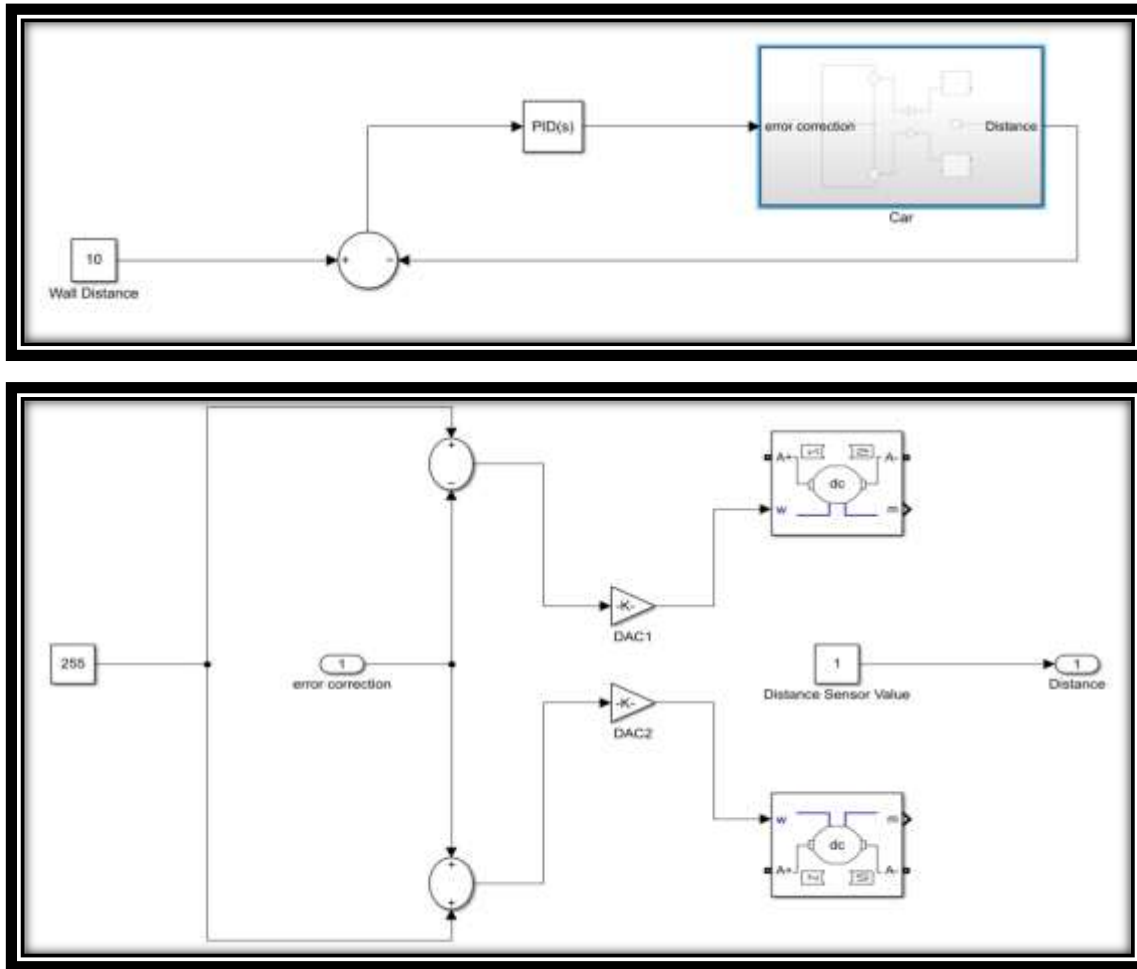 PID(s)
error correction
Distance
Car
+
−
10
Wall Distance
+
−
A+
A-
dc
w
m
-K-
DAC1
255
1
error correction
1
Distance Sensor Value
1
Distance
-K-
DAC2
w
m
dc
A+
A-
+
+